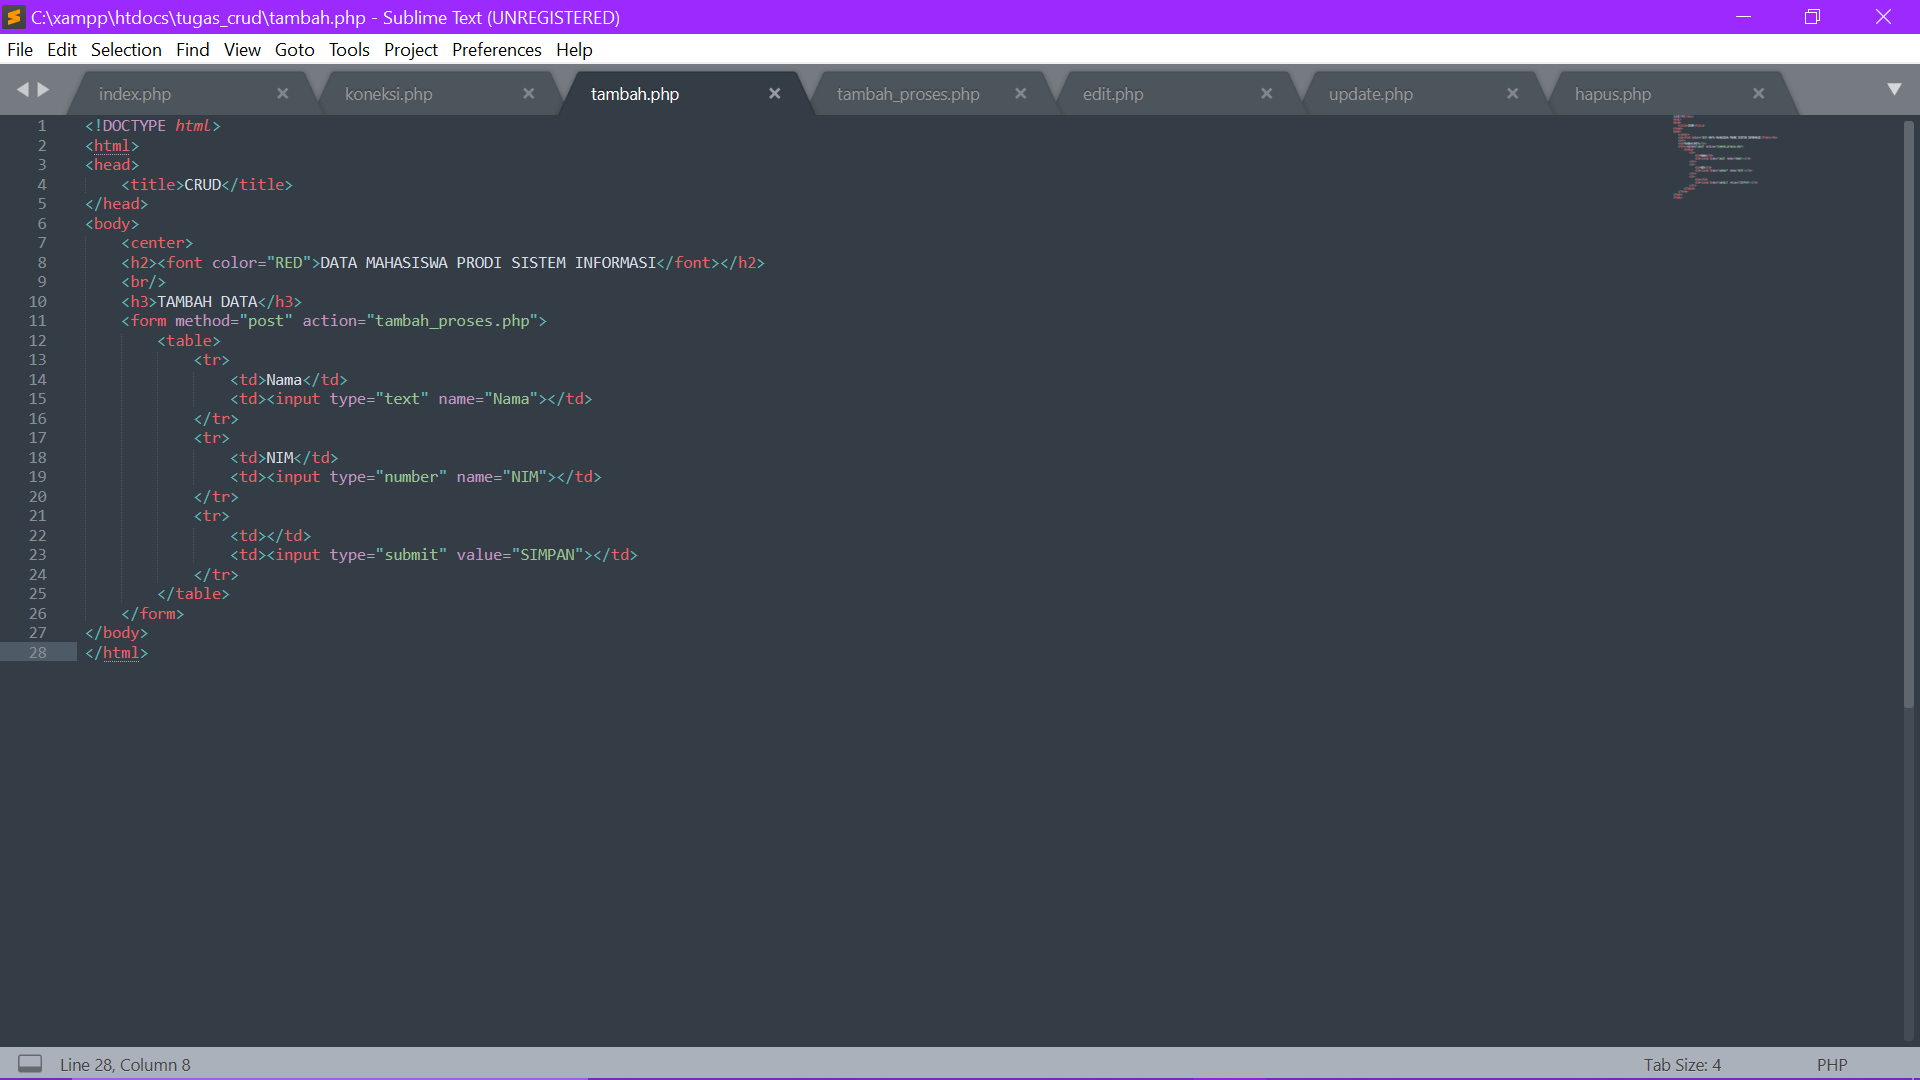 C:\xampp\htdocs\tugas_crud\tambah.php - Sublime Text (UNREGISTERED)
File Edit Selection Find View Goto Tools Project Preferences Help
index.php koneksi.php tambah.php tambah_proses.php edit.php update.php hapus.php
1 <!DOCTYPE html>
2 <html>
3 <head>
4 <title>CRUD</title>
5 </head>
6 <body>
7 <center>
8 <h2><font color="RED">DATA MAHASISWA PRODI SISTEM INFORMASI</font></h2>
9 <br/>
10 <h3>TAMBAH DATA</h3>
11 <form method="post" action="tambah_proses.php">
12 <table>
13 <tr>
14 <td>Nama</td>
15 <td><input type="text" name="Nama"></td>
16 </tr>
17 <tr>
18 <td>NIM</td>
19 <td><input type="number" name="NIM"></td>
20 </tr>
21 <tr>
22 <td></td>
23 <td><input type="submit" value="SIMPAN"></td>
24 </tr>
25 </table>
26 </form>
27 </body>
28 </html>
Line 28, Column 8 Tab Size: 4 PHP